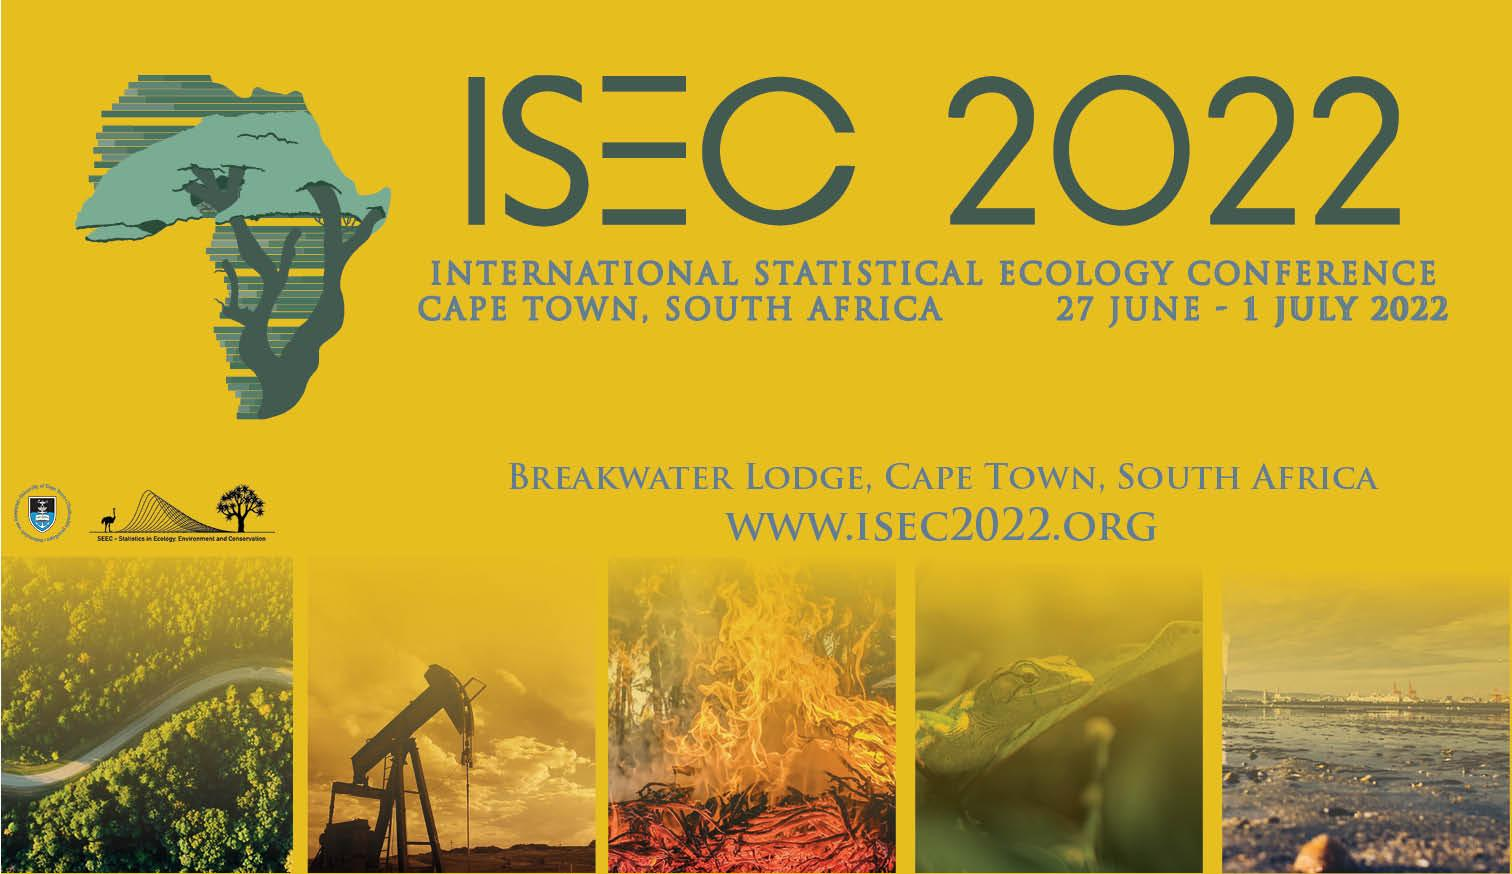 ISEC 2022
INTERNATIONAL STATISTICAL ECOLOGY CONFERENCE
CAPE TOWN, SOUTH AFRICA 27 JUNE - 1 JULY 2022
BREAKWATER LODGE, CAPE TOWN, SOUTH AFRICA
WWW.ISEC2022.ORG
SEEC - Statistics in Ecology, Environment and Conservation